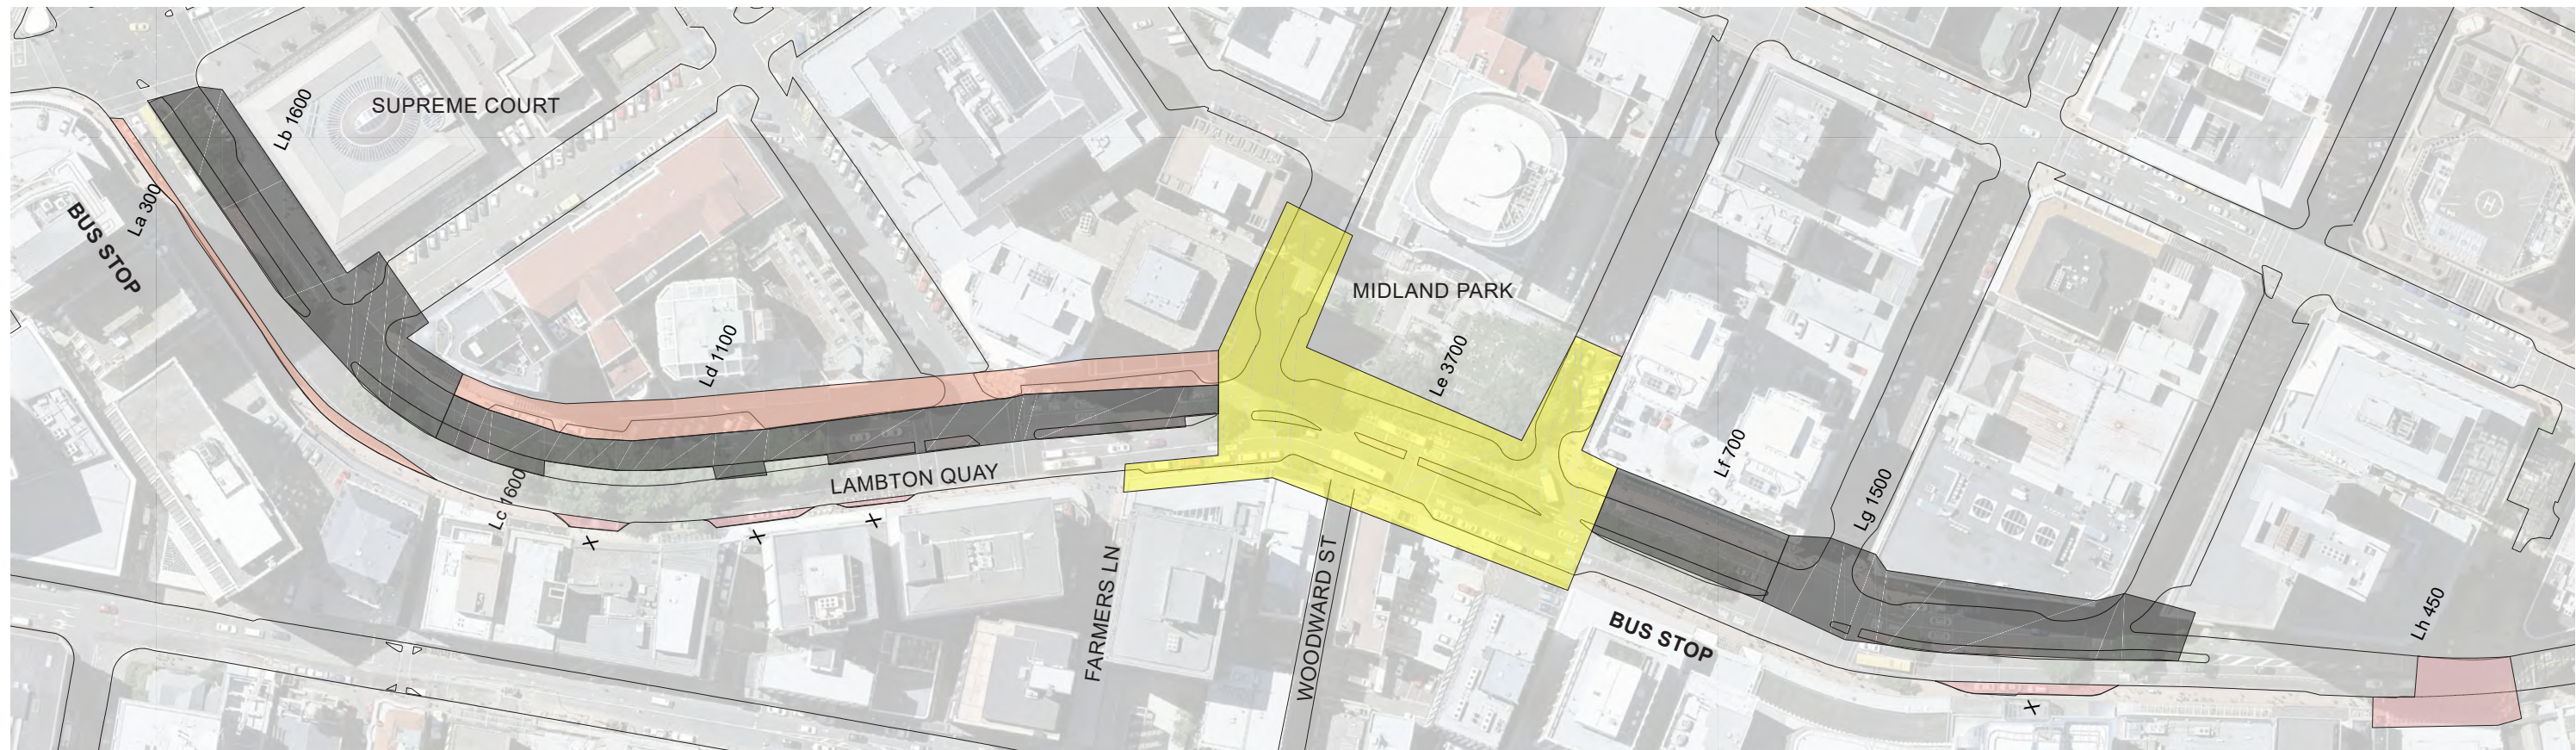 Lb 1600
SUPREME COURT
La 300
BUS STOP
MIDLAND PARK
Ld 1100
Le 3700
Lf 700
Lg 1500
LAMBTON QUAY
Lc 1600
X
X
X
FARMERS LN
WOODWARD ST
BUS STOP
Lh 450
X
H